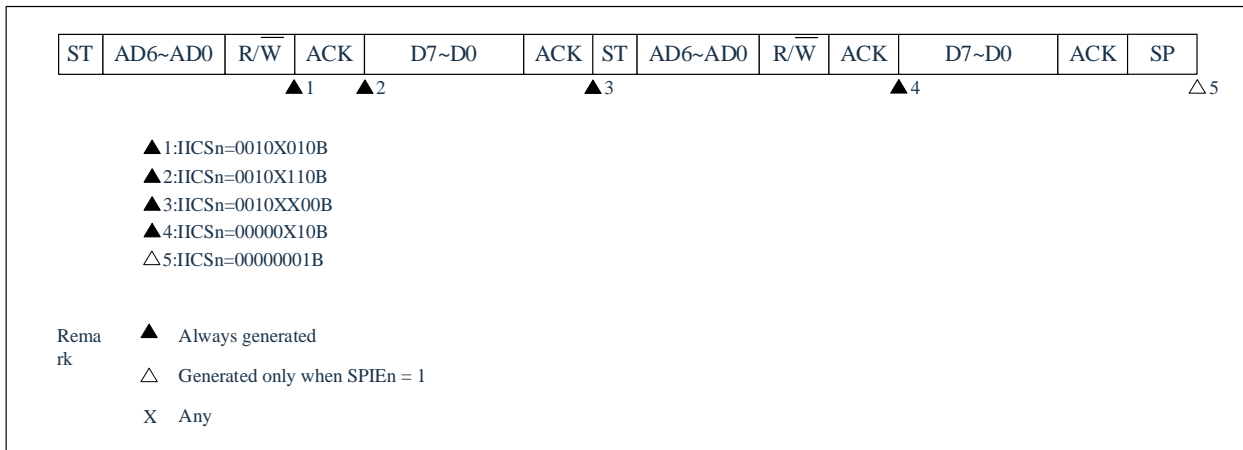 ST AD6~AD0 R/W̅ ACK D7~D0 ACK ST AD6~AD0 R/W̅ ACK D7~D0 ACK SP
▲1 ▲2 ▲3 ▲4 △5
▲1:IICSn=0010X010B
▲2:IICSn=0010X110B
▲3:IICSn=0010XX00B
▲4:IICSn=00000X10B
△5:IICSn=00000001B
Rema
rk
▲ Always generated
△ Generated only when SPIEn = 1
X Any